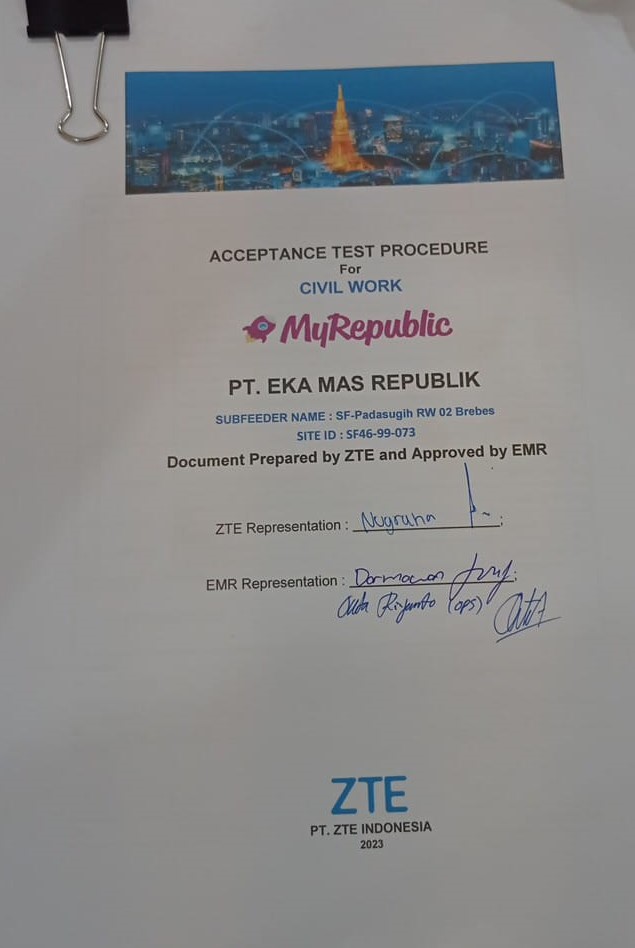 ACCEPTANCE TEST PROCEDURE
For
CIVIL WORK
MyRepublic
PT. EKA MAS REPUBLIK
SUBFEEDER NAME : SF-Padasugih RW 02 Brebes
SITE ID : SF46-99-073
Document Prepared by ZTE and Approved by EMR
ZTE Representation : Nugraha
EMR Representation : Darmawan
Riyanto (OPS)
ZTE
PT. ZTE INDONESIA
2023